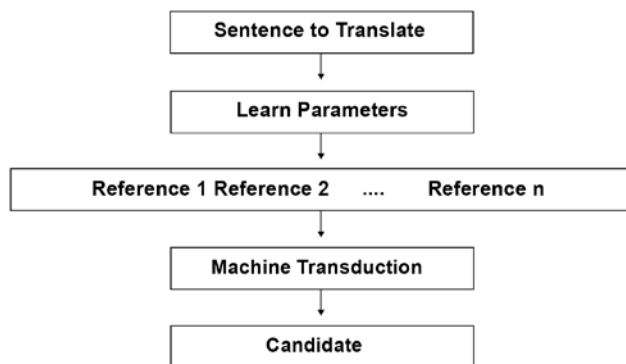 Sentence to Translate
Learn Parameters
Reference 1 Reference 2 .... Reference n
Machine Transduction
Candidate